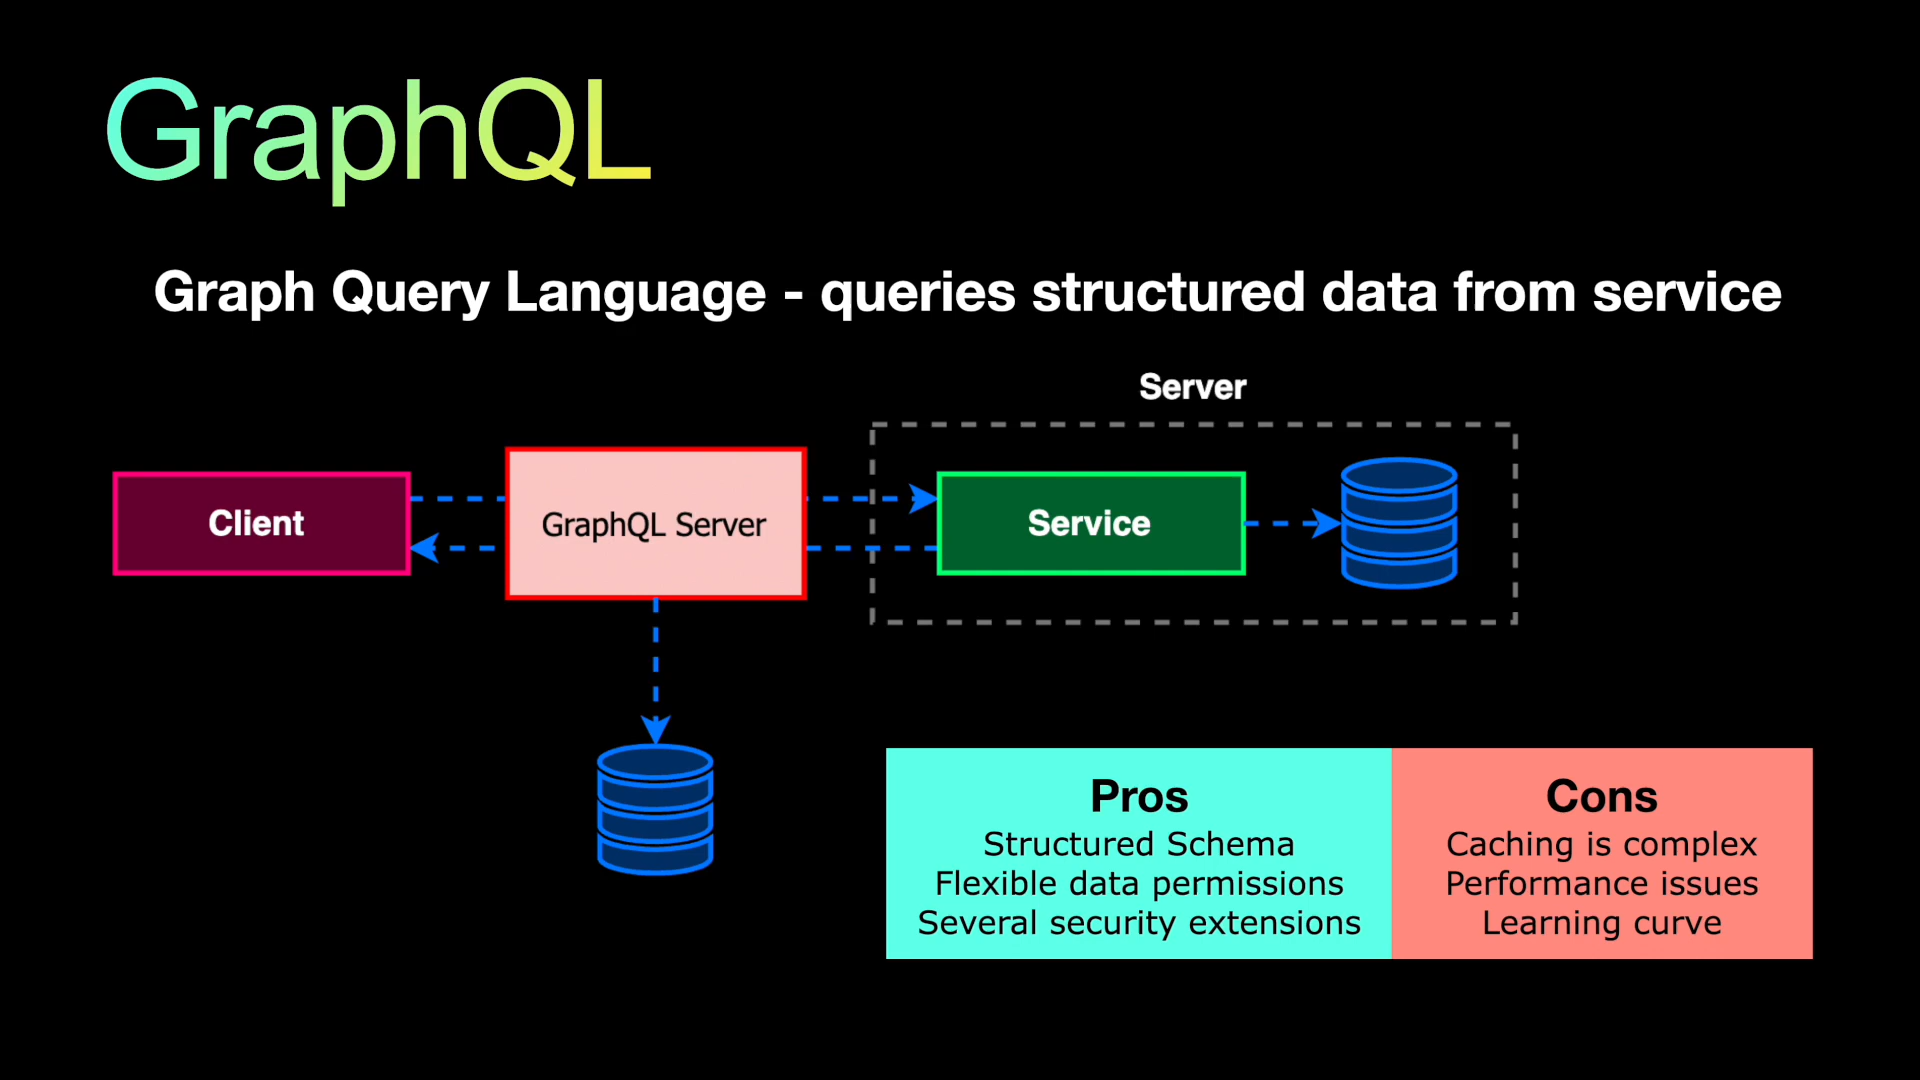 GraphQL
Graph Query Language - queries structured data from service
Server
Client
GraphQL Server
Service
Pros
Structured Schema
Flexible data permissions
Several security extensions
Cons
Caching is complex
Performance issues
Learning curve